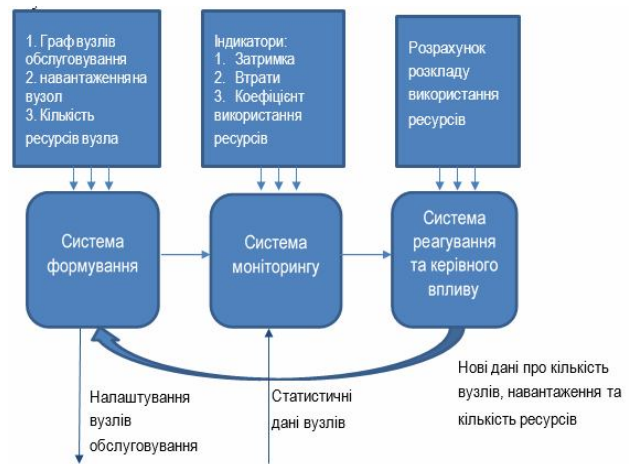 1. Граф вузлів
обслуговування
2. навантаження на
вузол
3. Кількість
ресурсів вузла
Індикатори:
1. Затримка
2. Втрати
3. Коефіцієнт
використання
ресурсів
Розрахунок
розкладу
використання
ресурсів
Система
формування
Система
моніторингу
Система
реагування
та керівного
впливу
Налаштування
вузлів
обслуговування
Статистичні
дані вузлів
Нові дані про кількість
вузлів, навантаження та
кількість ресурсів